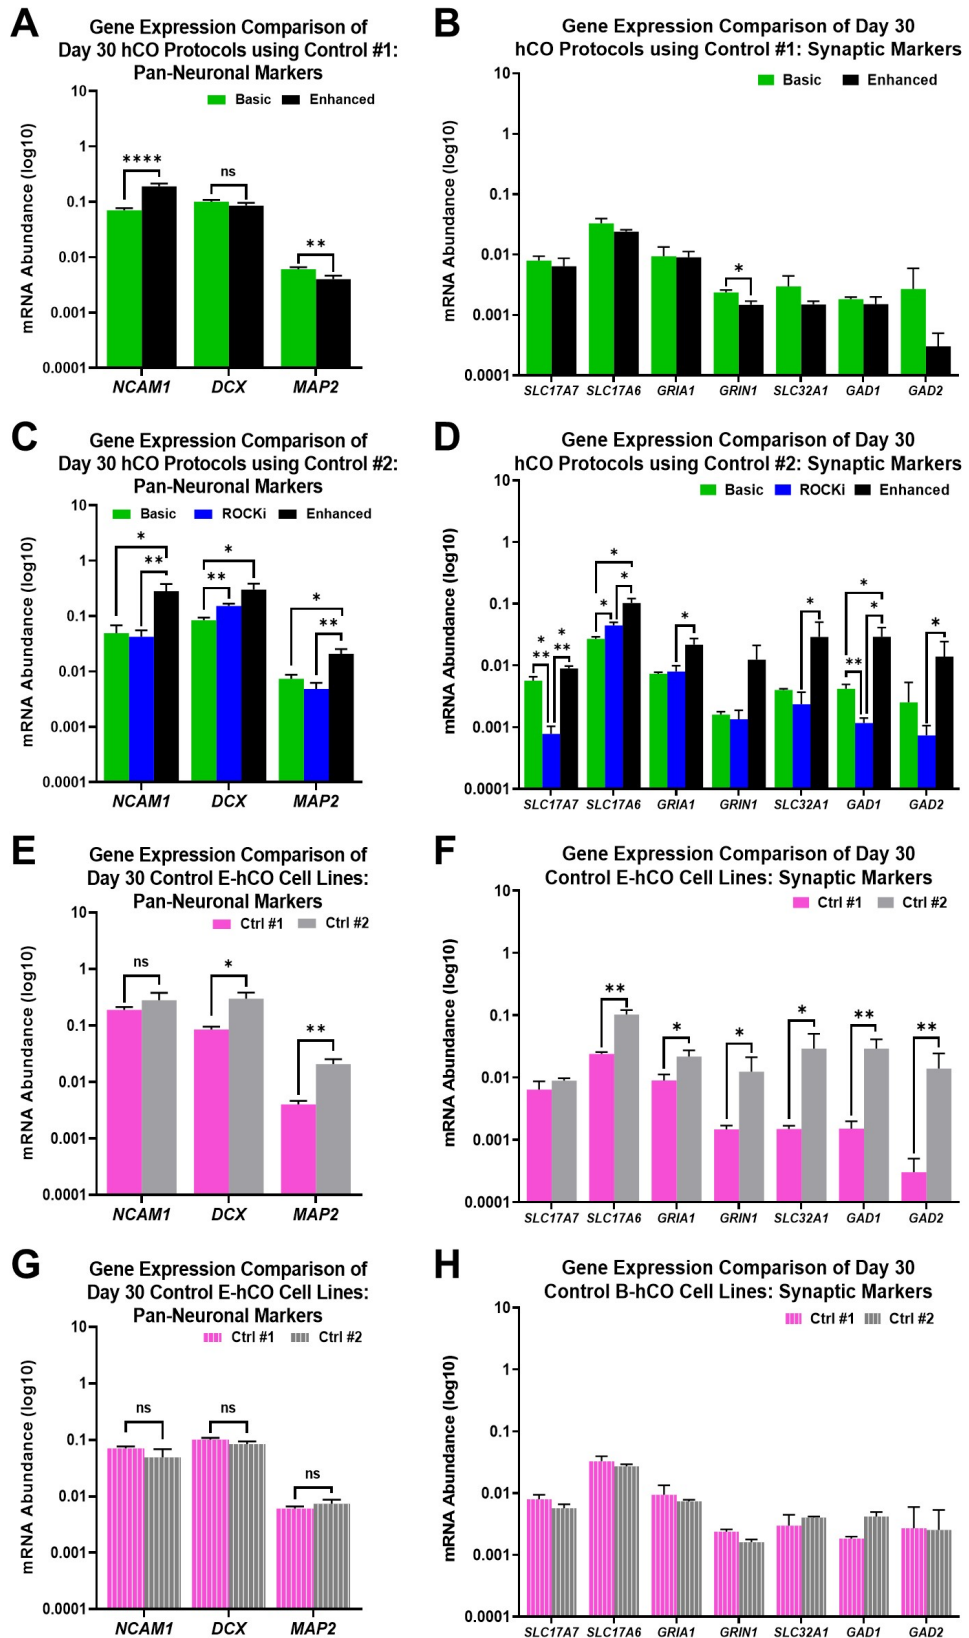 A
Gene Expression Comparison of
Day 30 hCO Protocols using Control #1:
Pan-Neuronal Markers
Basic Enhanced
mRNA Abundance (log10)
10
1
0.1
0.01
0.001
0.0001
**** ns **
NCAM1 DCX MAP2
B
Gene Expression Comparison of Day 30
hCO Protocols using Control #1: Synaptic Markers
Basic Enhanced
mRNA Abundance (log10)
10
1
0.1
0.01
0.001
0.0001
*
SLC17A7 SLC17A6 GRIA1 GRIN1 SLC32A1 GAD1 GAD2
C
Gene Expression Comparison of
Day 30 hCO Protocols using Control #2:
Pan-Neuronal Markers
Basic ROCKi Enhanced
mRNA Abundance (log10)
10
1
0.1
0.01
0.001
0.0001
* * *
** ** **
NCAM1 DCX MAP2
D
Gene Expression Comparison of Day 30
hCO Protocols using Control #2: Synaptic Markers
Basic ROCKi Enhanced
mRNA Abundance (log10)
10
1
0.1
0.01
0.001
0.0001
* *
* * * * * * *
* *
** ** **
SLC17A7 SLC17A6 GRIA1 GRIN1 SLC32A1 GAD1 GAD2
E
Gene Expression Comparison of
Day 30 Control E-hCO Cell Lines:
Pan-Neuronal Markers
Ctrl #1 Ctrl #2
mRNA Abundance (log10)
10
1
0.1
0.01
0.001
0.0001
ns * **
NCAM1 DCX MAP2
F
Gene Expression Comparison of Day 30
Control E-hCO Cell Lines: Synaptic Markers
Ctrl #1 Ctrl #2
mRNA Abundance (log10)
10
1
0.1
0.01
0.001
0.0001
** * * * ** **
SLC17A7 SLC17A6 GRIA1 GRIN1 SLC32A1 GAD1 GAD2
G
Gene Expression Comparison of
Day 30 Control E-hCO Cell Lines:
Pan-Neuronal Markers
Ctrl #1 Ctrl #2
mRNA Abundance (log10)
10
1
0.1
0.01
0.001
0.0001
ns ns ns
NCAM1 DCX MAP2
H
Gene Expression Comparison of Day 30
Control B-hCO Cell Lines: Synaptic Markers
Ctrl #1 Ctrl #2
mRNA Abundance (log10)
10
1
0.1
0.01
0.001
0.0001
SLC17A7 SLC17A6 GRIA1 GRIN1 SLC32A1 GAD1 GAD2